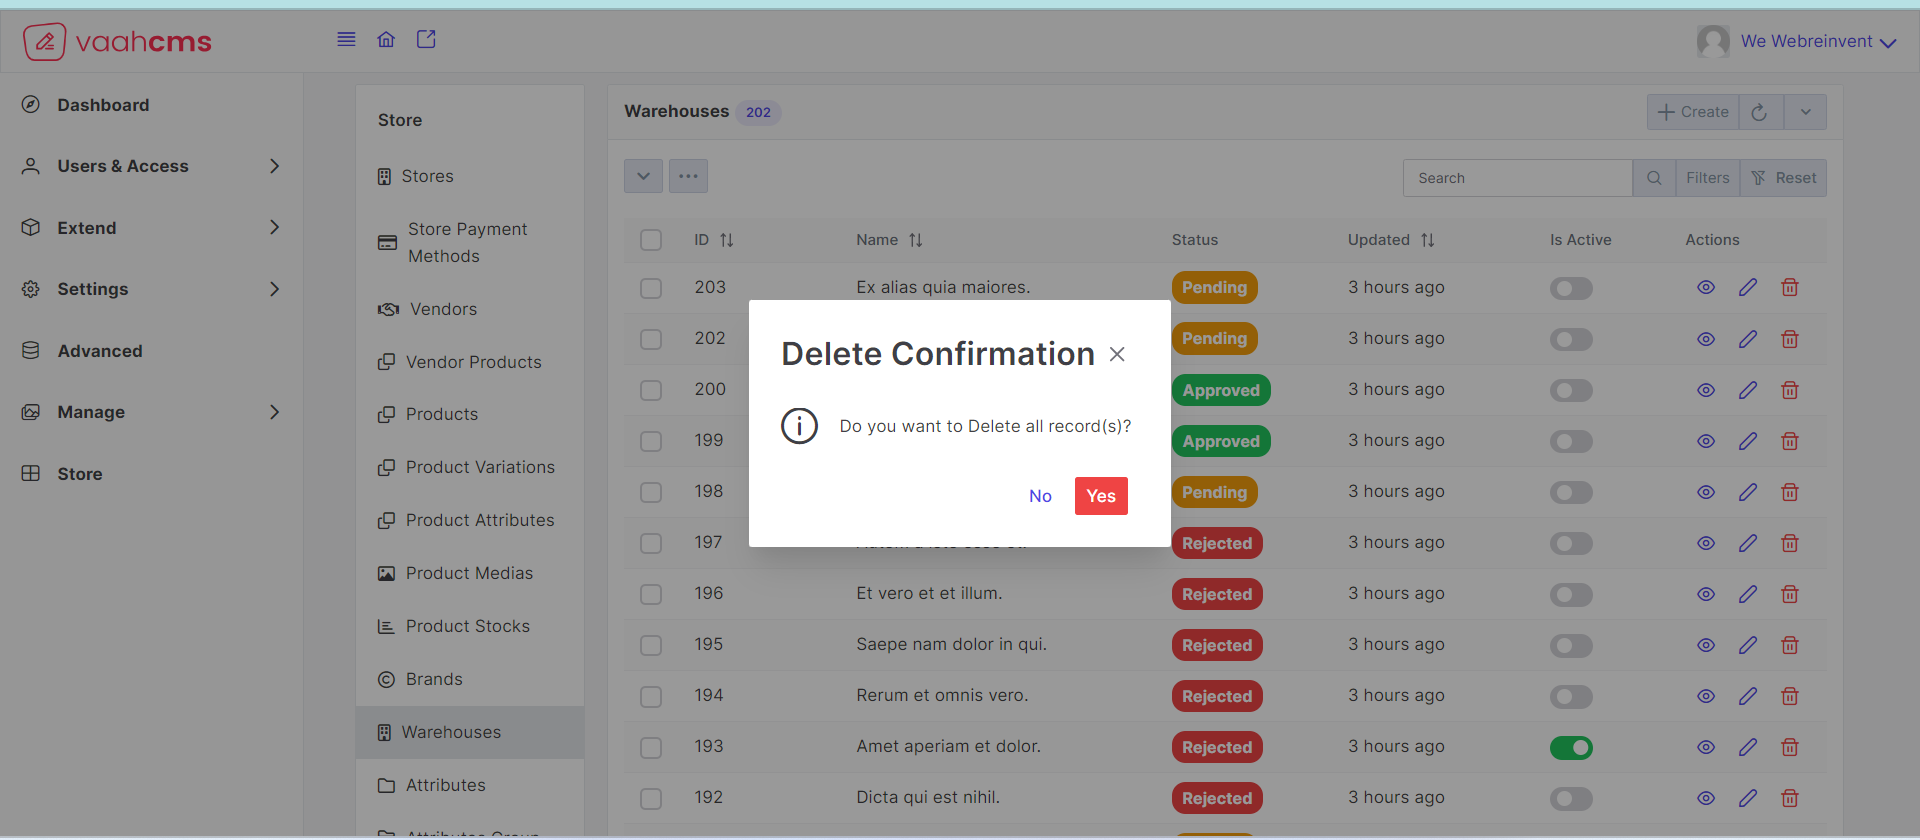 vaahcms
We Webreinvent
Dashboard
Users & Access
Extend
Settings
Advanced
Manage
Store
Store
Stores
Store Payment
Methods
Vendors
Vendor Products
Products
Product Variations
Product Attributes
Product Medias
Product Stocks
Brands
Warehouses
Attributes
Warehouses 202
Create
Search Filters Reset
ID Name Status Updated Is Active Actions
203 Ex alias quia maiores. Pending 3 hours ago
202 Pending 3 hours ago
200 Approved 3 hours ago
199 Approved 3 hours ago
198 Pending 3 hours ago
197 Rejected 3 hours ago
196 Et vero et et illum. Rejected 3 hours ago
195 Saepe nam dolor in qui. Rejected 3 hours ago
194 Rerum et omnis vero. Rejected 3 hours ago
193 Amet aperiam et dolor. Rejected 3 hours ago
192 Dicta qui est nihil. Rejected 3 hours ago
Delete Confirmation
Do you want to Delete all record(s)?
No Yes